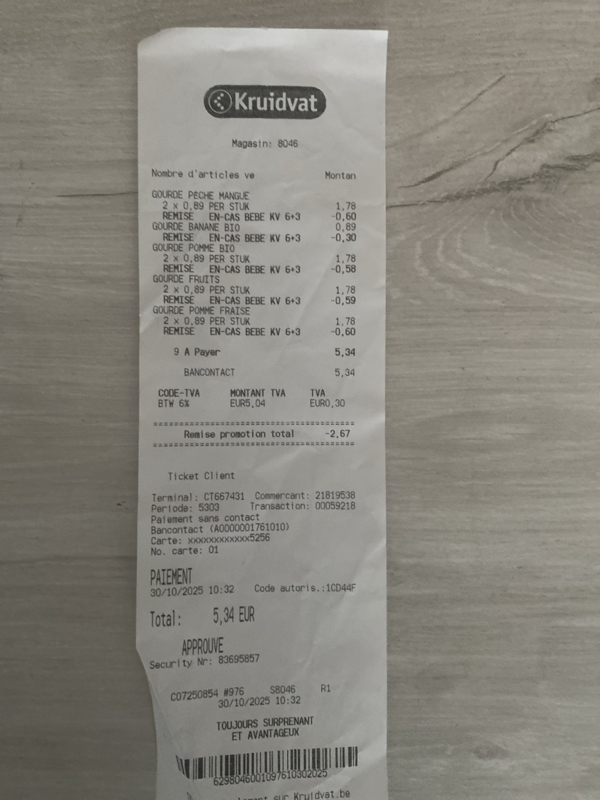 Kruidvat
Magasin: 8046
Nombre d'articles ve Montan
GOURDE PECHE MANGUE
2 x 0,89 PER STUK 1,78
REMISE EN-CAS BEBE KV 6+3 -0,60
GOURDE BANANE BIO 0,89
REMISE EN-CAS BEBE KV 6+3 -0,30
GOURDE POMME BIO
2 x 0,89 PER STUK 1,78
REMISE EN-CAS BEBE KV 6+3 -0,58
GOURDE FRUITS
2 x 0,89 PER STUK 1,78
REMISE EN-CAS BEBE KV 6+3 -0,59
GOURDE POMME FRAISE
2 x 0,89 PER STUK 1,78
REMISE EN-CAS BEBE KV 6+3 -0,60
9 A Payer 5,34
BANCONTACT 5,34
CODE-TVA MONTANT TVA TVA
BTW 6% EUR5,04 EUR0,30
Remise promotion total -2,67
Ticket Client
Terminal: CT667431 Commercant: 21819538
Periode: 5303 Transaction: 00059218
Paiement sans contact
Bancontact (A0000001761010)
Carte: xxxxxxxxxxxx5256
No. carte: 01
PAIEMENT
30/10/2025 10:32 Code autoris.:1CD44F
Total: 5,34 EUR
APPROUVE
Security Nr: 83695857
C07250854 #976 S8046 R1
30/10/2025 10:32
TOUJOURS SURPRENANT
ET AVANTAGEUX
6298046001097610302025
sur Kruidvat.be